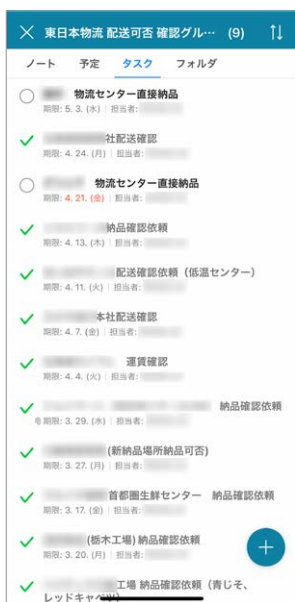 東日本物流 配送可否 確認グル… (9)
ノート 予定 タスク フォルダ
物流センター直接納品
期限: 5. 3. (水) | 担当者:
社配送確認
期限: 4. 24. (月) | 担当者:
物流センター直接納品
期限: 4. 21. (金) | 担当者:
納品確認依頼
期限: 4. 13. (木) | 担当者:
配送確認依頼（低温センター）
期限: 4. 11. (火) | 担当者:
本社配送確認
期限: 4. 7. (金) | 担当者:
運賃確認
期限: 4. 4. (火) | 担当者:
納品確認依頼
期限: 3. 29. (水) | 担当者:
(新納品場所納品可否)
期限: 3. 27. (月) | 担当者:
首都圏生鮮センター 納品確認依頼
期限: 3. 17. (金) | 担当者:
(栃木工場) 納品確認依頼
期限: 3. 20. (月) | 担当者:
工場 納品確認依頼（青じそ、
レッドキャベツ）